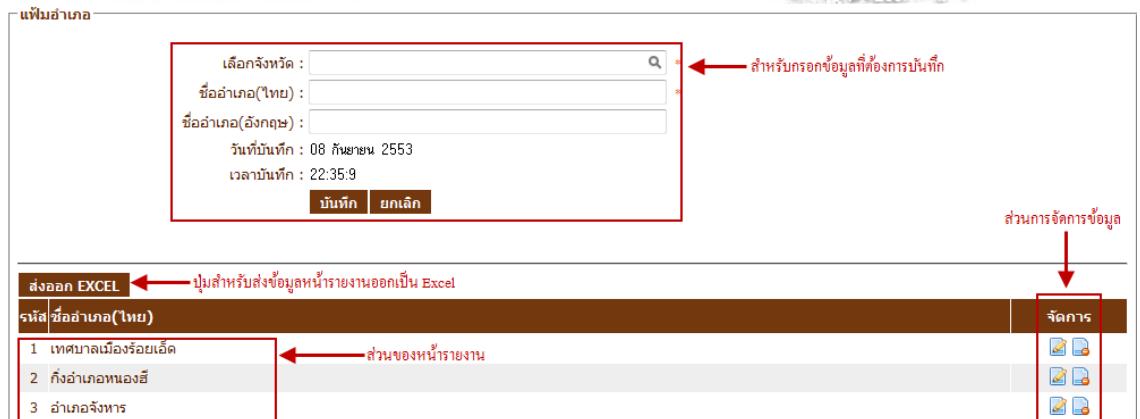 แฟ้มอำเภอ
เลือกจังหวัด : * สำหรับกรอกข้อมูลที่ต้องการบันทึก
ชื่ออำเภอ(ไทย) : *
ชื่ออำเภอ(อังกฤษ) :
วันที่บันทึก : 08 กันยายน 2553
เวลาบันทึก : 22:35:9
บันทึก ยกเลิก
ส่วนการจัดการข้อมูล
ส่งออก EXCEL ปุ่มสำหรับส่งข้อมูลหน้ารายงานออกเป็น Excel
รหัส ชื่ออำเภอ(ไทย) จัดการ
1 เทศบาลเมืองร้อยเอ็ด
ส่วนของหน้ารายงาน
2 กิ่งอำเภอหนองฮี
3 อำเภอจังหาร